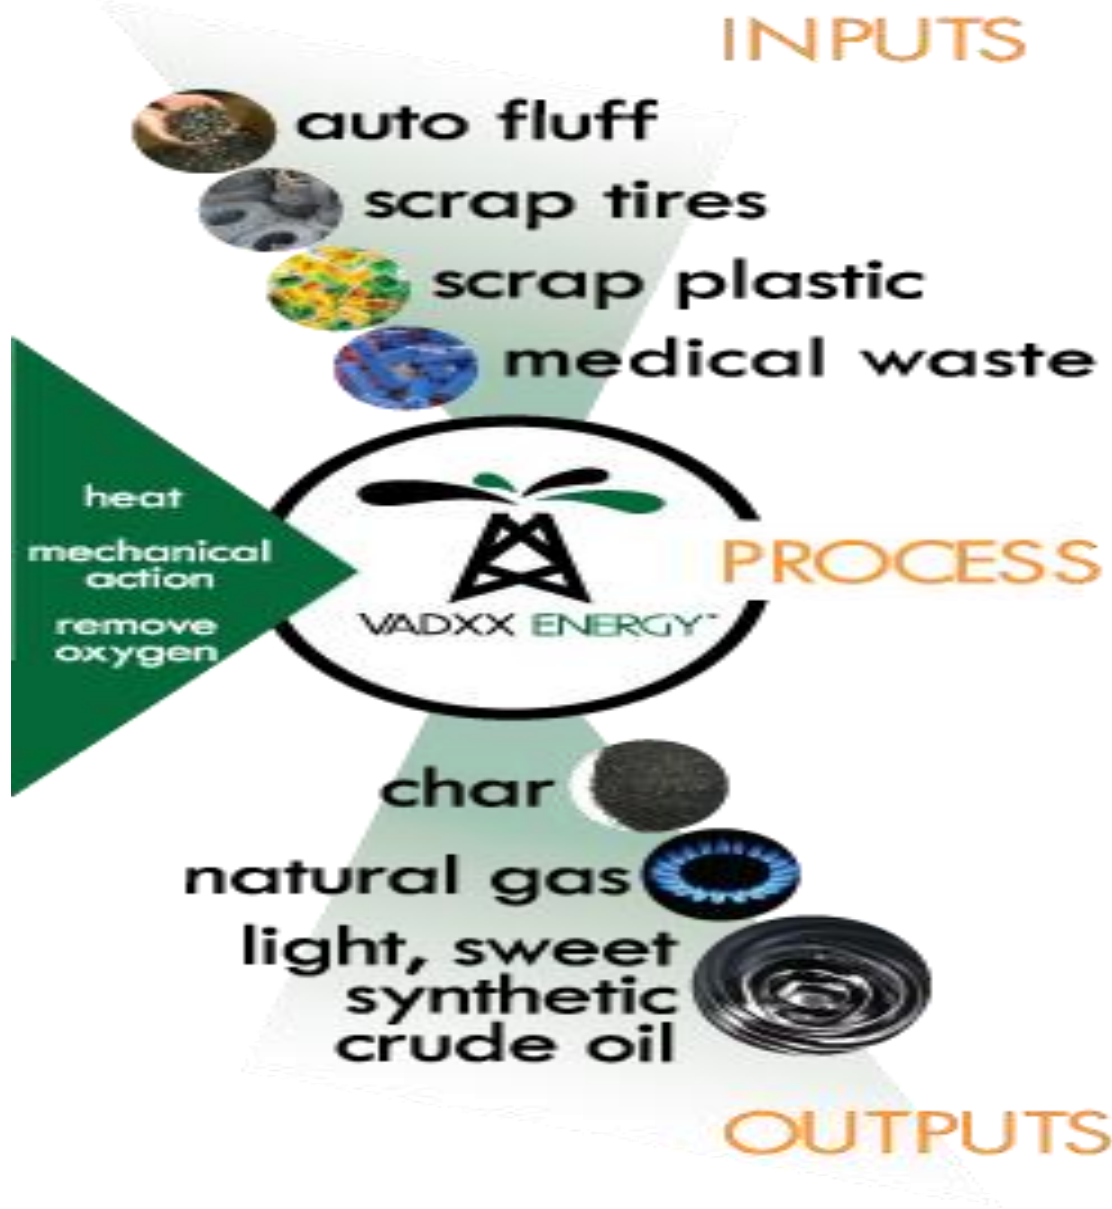 INPUTS
auto fluff
scrap tires
scrap plastic
medical waste
heat
mechanical
action
remove
oxygen
PROCESS
VADXX ENERGY™
char
natural gas
light, sweet
synthetic
crude oil
OUTPUTS